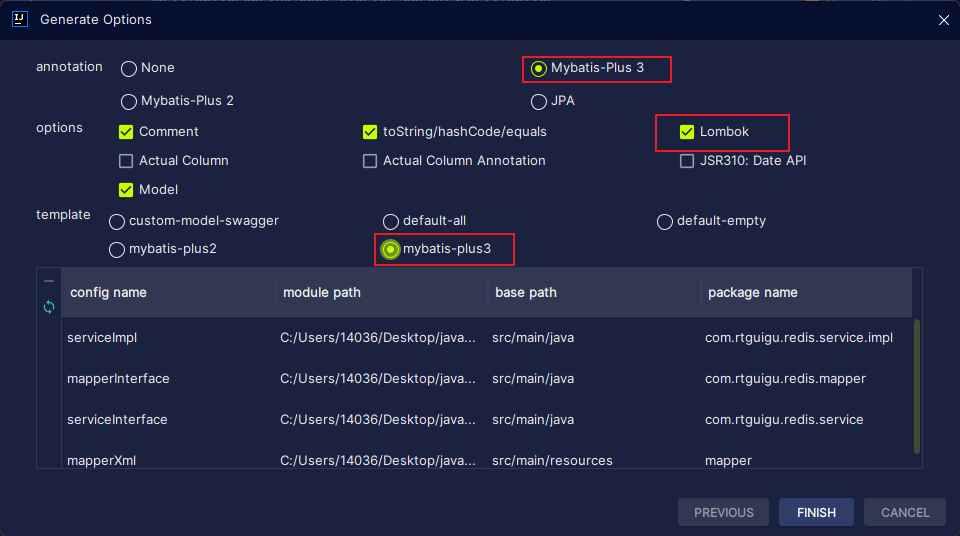 Generate Options
annotation None Mybatis-Plus 3
Mybatis-Plus 2 JPA
options Comment toString/hashCode/equals Lombok
Actual Column Actual Column Annotation JSR310: Date API
Model
template custom-model-swagger default-all default-empty
mybatis-plus2 mybatis-plus3
config name module path base path package name
serviceImpl C:/Users/14036/Desktop/java... src/main/java com.rtguigu.redis.service.impl
mapperInterface C:/Users/14036/Desktop/java... src/main/java com.rtguigu.redis.mapper
serviceInterface C:/Users/14036/Desktop/java... src/main/java com.rtguigu.redis.service
mapperXml C:/Users/14036/Desktop/java... src/main/resources mapper
PREVIOUS FINISH CANCEL